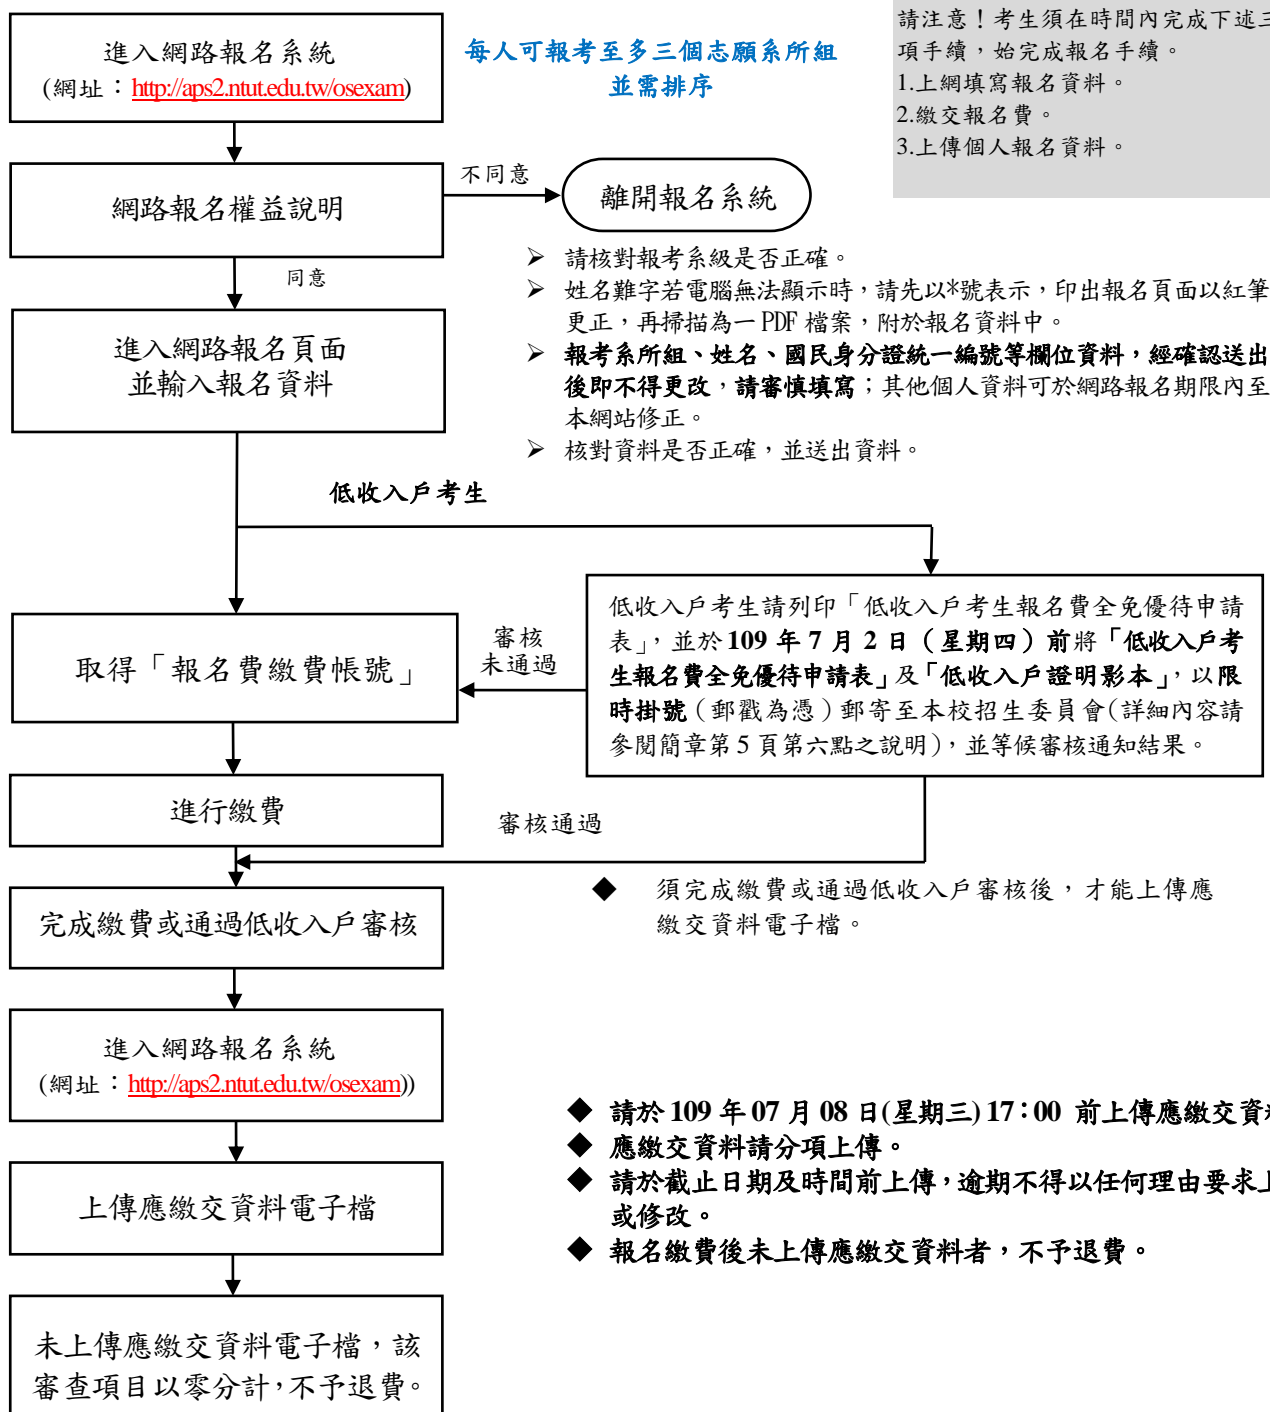 進入網路報名系統
(網址：http://aps2.ntut.edu.tw/osexam)
每人可報考至多三個志願系所組
並需排序
請注意！考生須在時間內完成下述三
項手續，始完成報名手續。
1.上網填寫報名資料。
2.繳交報名費。
3.上傳個人報名資料。
網路報名權益說明
不同意
離開報名系統
同意
➢ 請核對報考系級是否正確。
➢ 姓名難字若電腦無法顯示時，請先以*號表示，印出報名頁面以紅筆
更正，再掃描為一 PDF 檔案，附於報名資料中。
➢ 報考系所組、姓名、國民身分證統一編號等欄位資料，經確認送出
後即不得更改，請審慎填寫；其他個人資料可於網路報名期限內至
本網站修正。
➢ 核對資料是否正確，並送出資料。
進入網路報名頁面
並輸入報名資料
低收入戶考生
低收入戶考生請列印「低收入戶考生報名費全免優待申請
表」，並於 109 年 7 月 2 日（星期四）前將「低收入戶考
生報名費全免優待申請表」及「低收入戶證明影本」，以限
時掛號（郵戳為憑）郵寄至本校招生委員會(詳細內容請
參閱簡章第 5 頁第六點之說明)，並等候審核通知結果。
審核
未通過
取得「報名費繳費帳號」
進行繳費
審核通過
◆ 須完成繳費或通過低收入戶審核後，才能上傳應
繳交資料電子檔。
完成繳費或通過低收入戶審核
進入網路報名系統
(網址：http://aps2.ntut.edu.tw/osexam))
◆ 請於 109 年 07 月 08 日(星期三) 17：00 前上傳應繳交資
◆ 應繳交資料請分項上傳。
◆ 請於截止日期及時間前上傳，逾期不得以任何理由要求上
或修改。
◆ 報名繳費後未上傳應繳交資料者，不予退費。
上傳應繳交資料電子檔
未上傳應繳交資料電子檔，該
審查項目以零分計，不予退費。